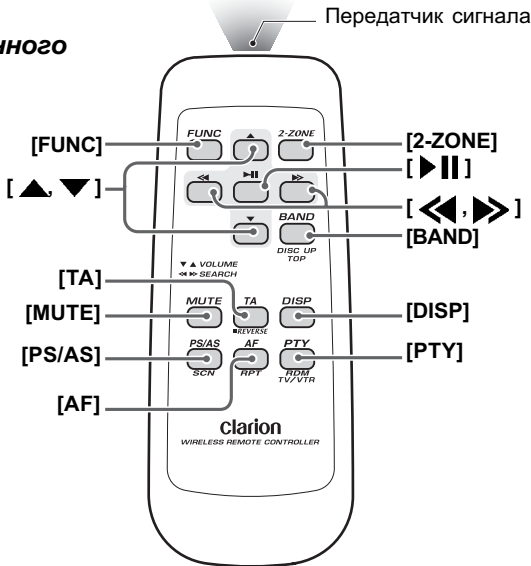 Передатчик сигнала
нного
[FUNC]
[▲, ▼]
[2-ZONE]
[▶II]
[◀◀, ▶▶]
[BAND]
[TA]
[MUTE]
[PS/AS]
[AF]
[DISP]
[PTY]
FUNC
▲
2-ZONE
◀◀
▶II
▶▶
▼
BAND
DISC UP
TOP
▼ ▲ VOLUME
◀◀ ▶▶ SEARCH
MUTE TA DISP
■REVERSE
PS/AS AF PTY
SCN RPT RDM
TV/VTR
clarion
WIRELESS REMOTE CONTROLLER